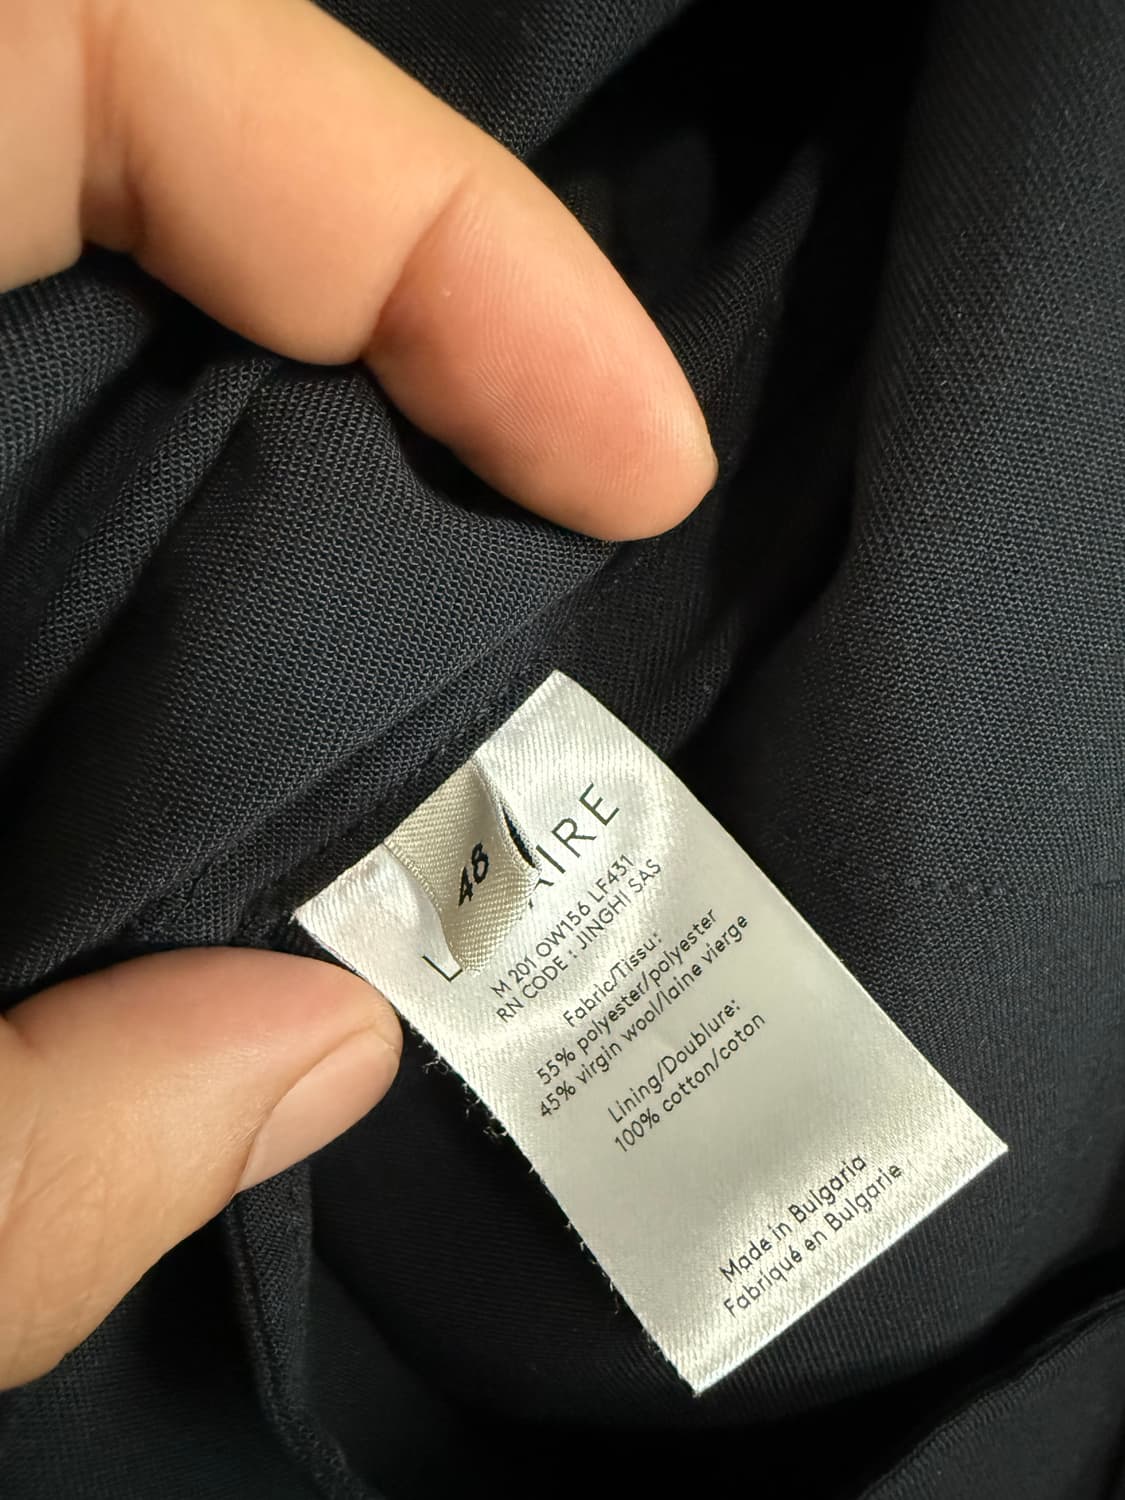 48
M 201 OW156 LF431
RN CODE : JINGHI SAS
Fabric/Tissu:
55% polyester/polyester
45% virgin wool/laine vierge
Lining/Doublure:
100% cotton/coton
Made in Bulgaria
Fabriqué en Bulgarie